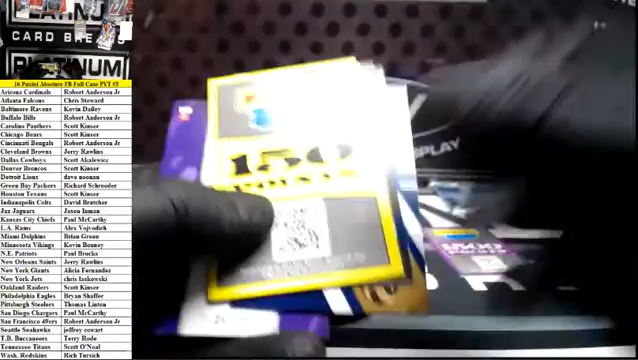 PLATINUM
CARD BREAKS
PLATINUM
16 Panini Absolute FB Full Case PYT #3
Arizona Cardinals Robert Anderson Jr
Atlanta Falcons Chris Steward
Baltimore Ravens Kevin Dailey
Buffalo Bills Robert Anderson Jr
Carolina Panthers Scott Kinser
Chicago Bears Scott Kinser
Cincinnati Bengals Robert Anderson Jr
Cleveland Browns Jerry Rawlins
Dallas Cowboys Scott Akalewicz
Denver Broncos Scott Kinser
Detroit Lions dave noonan
Green Bay Packers Richard Schroeder
Houston Texans Scott Kinser
Indianapolis Colts David Bratcher
Jax Jaguars Jason Inman
Kansas City Chiefs Paul McCarthy
L.A. Rams Alex Vojvodich
Miami Dolphins Brian Green
Minnesota Vikings Kevin Benney
N.E. Patriots Paul Brucks
New Orleans Saints Jerry Rawlins
New York Giants Alicia Fernandez
New York Jets chris laskowski
Oakland Raiders Scott Kinser
Philadelphia Eagles Bryan Shaffer
Pittsburgh Steelers Thomas Linton
San Diego Chargers Paul McCarthy
San Francisco 49ers Robert Anderson Jr
Seattle Seahawks jeffrey cowart
T.B. Buccaneers Terry Rode
Tennessee Titans Scott O'Neal
Wash. Redskins Rich Tursich
150
POINTS